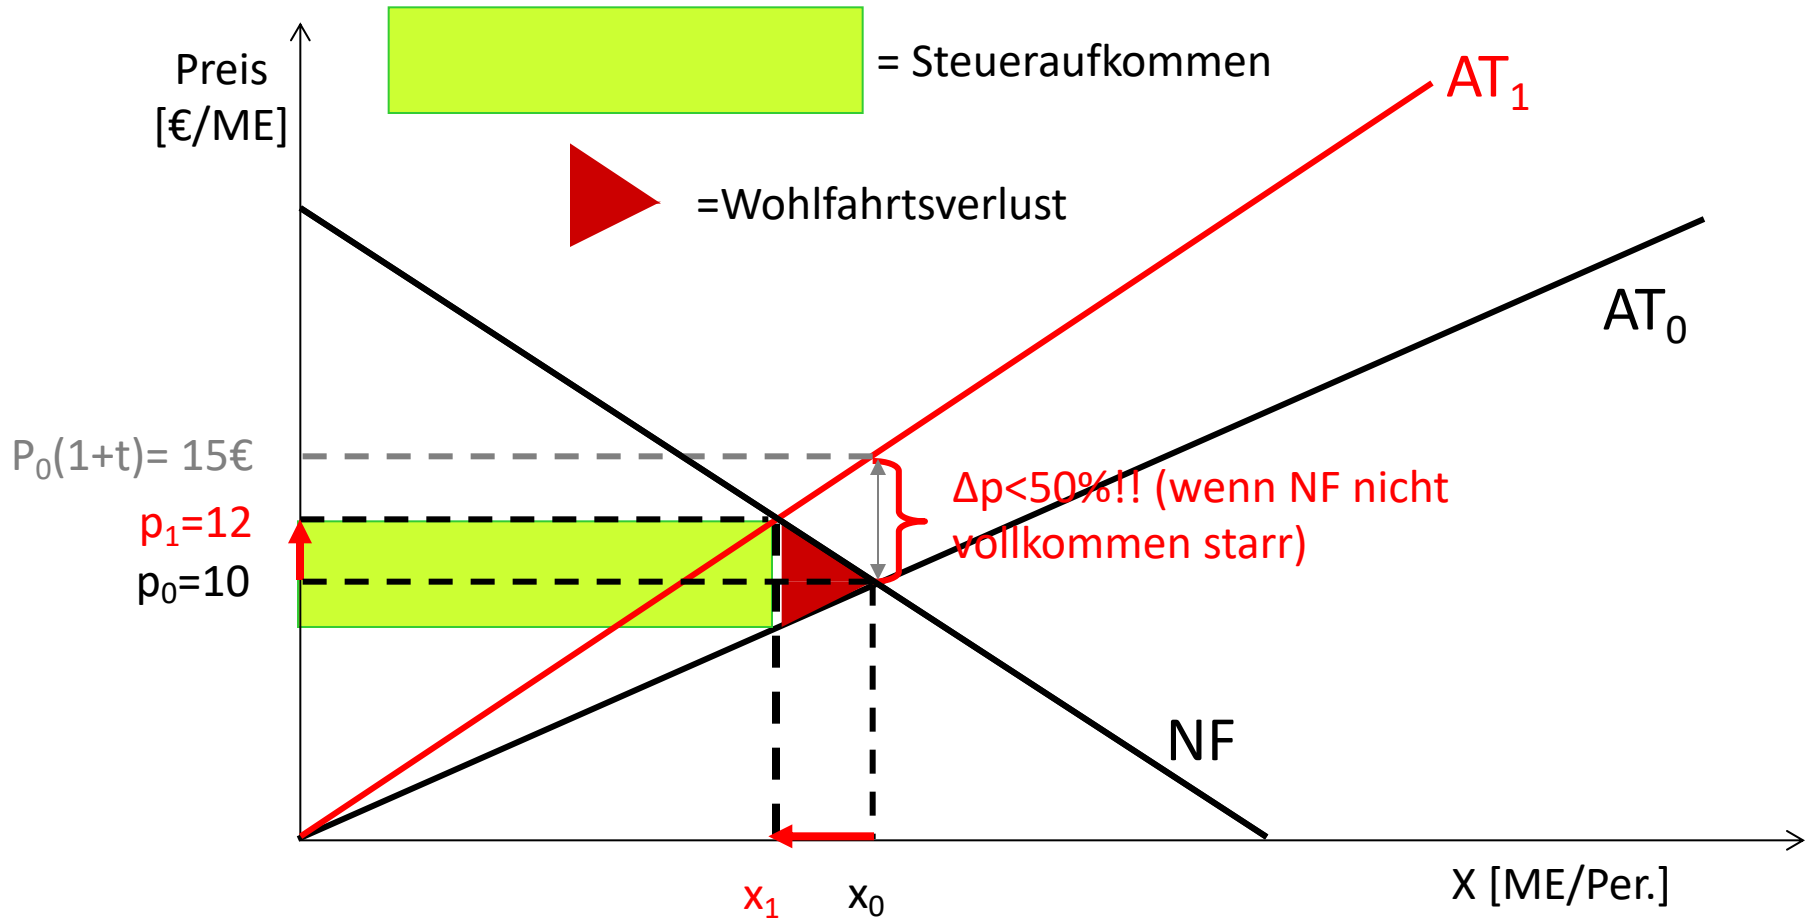 Preis
[€/ME]
= Steueraufkommen
=Wohlfahrtsverlust
AT₁
AT₀
P₀(1+t)= 15€
p₁=12
p₀=10
Δp<50%!! (wenn NF nicht
vollkommen starr)
NF
x₁
x₀
X [ME/Per.]